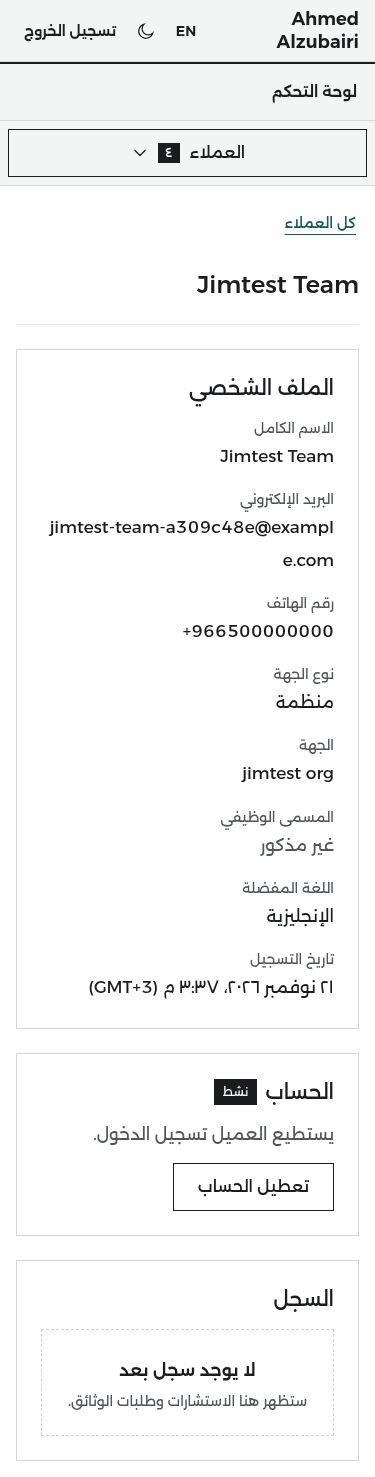 Ahmed
Alzubairi
EN
تسجيل الخروج
لوحة التحكم
العملاء ٤
كل العملاء
Jimtest Team
الملف الشخصي
الاسم الكامل
Jimtest Team
البريد الإلكتروني
jimtest-team-a309c48e@exampl
e.com
رقم الهاتف
+966500000000
نوع الجهة
منظمة
الجهة
jimtest org
المسمى الوظيفي
غير مذكور
اللغة المفضلة
الإنجليزية
تاريخ التسجيل
٢١ نوفمبر ٢٠٢٦، ٣:٣٧ م (GMT+3)
الحساب نشط
يستطيع العميل تسجيل الدخول.
تعطيل الحساب
السجل
لا يوجد سجل بعد
ستظهر هنا الاستشارات وطلبات الوثائق.